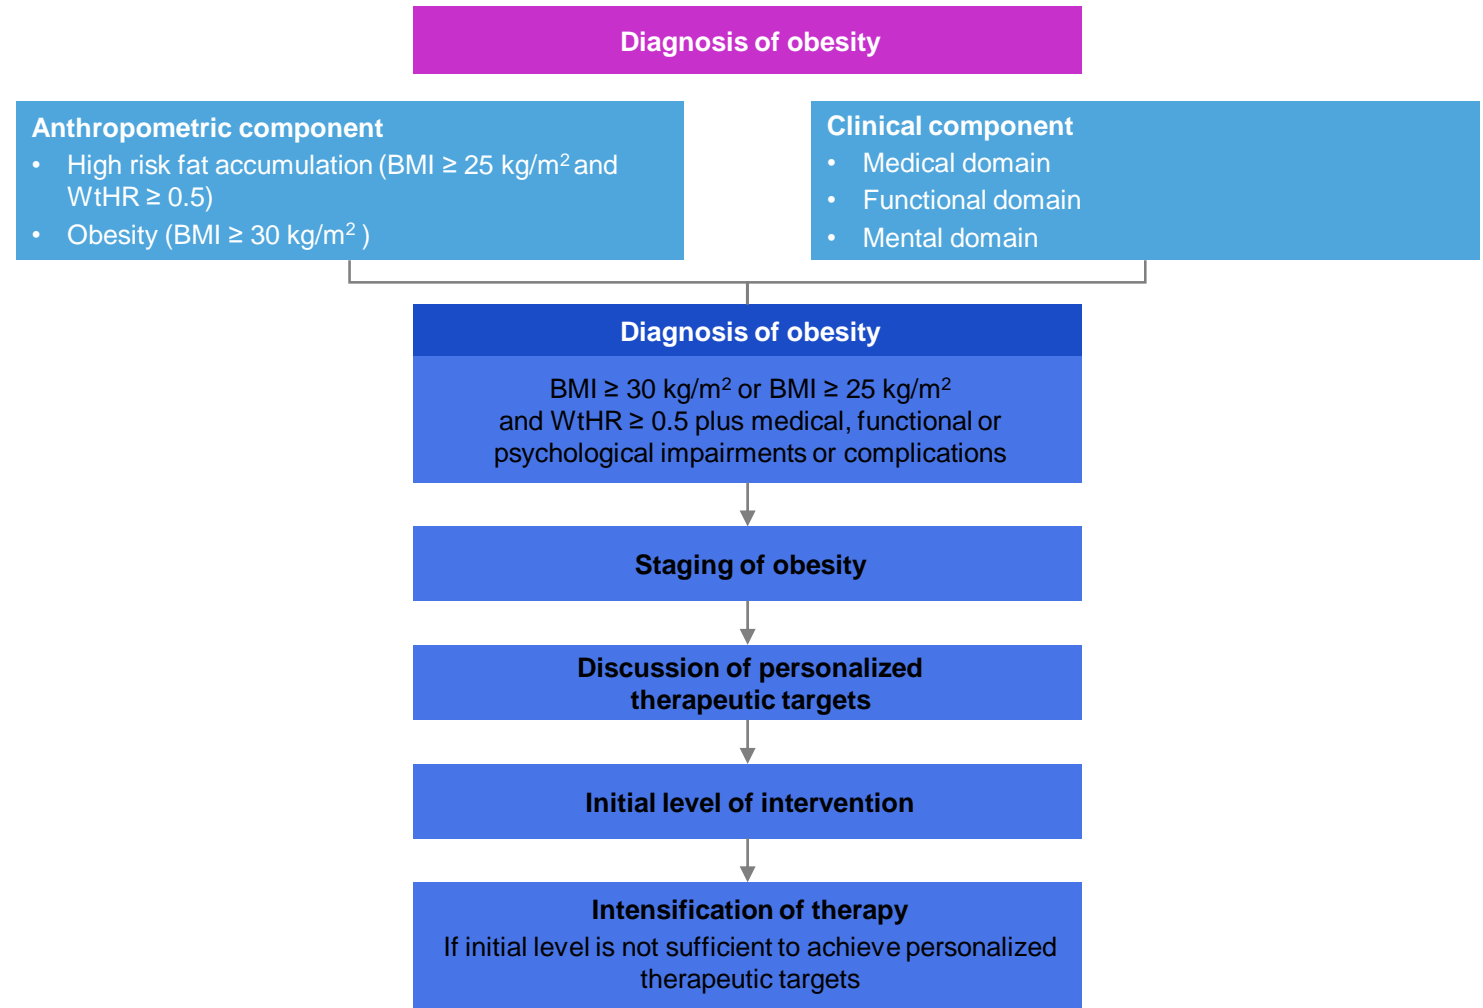 Diagnosis of obesity
Anthropometric component
• High risk fat accumulation (BMI ≥ 25 kg/m² and
WtHR ≥ 0.5)
• Obesity (BMI ≥ 30 kg/m² )
Clinical component
• Medical domain
• Functional domain
• Mental domain
Diagnosis of obesity
BMI ≥ 30 kg/m² or BMI ≥ 25 kg/m²
and WtHR ≥ 0.5 plus medical, functional or
psychological impairments or complications
Staging of obesity
Discussion of personalized
therapeutic targets
Initial level of intervention
Intensification of therapy
If initial level is not sufficient to achieve personalized
therapeutic targets